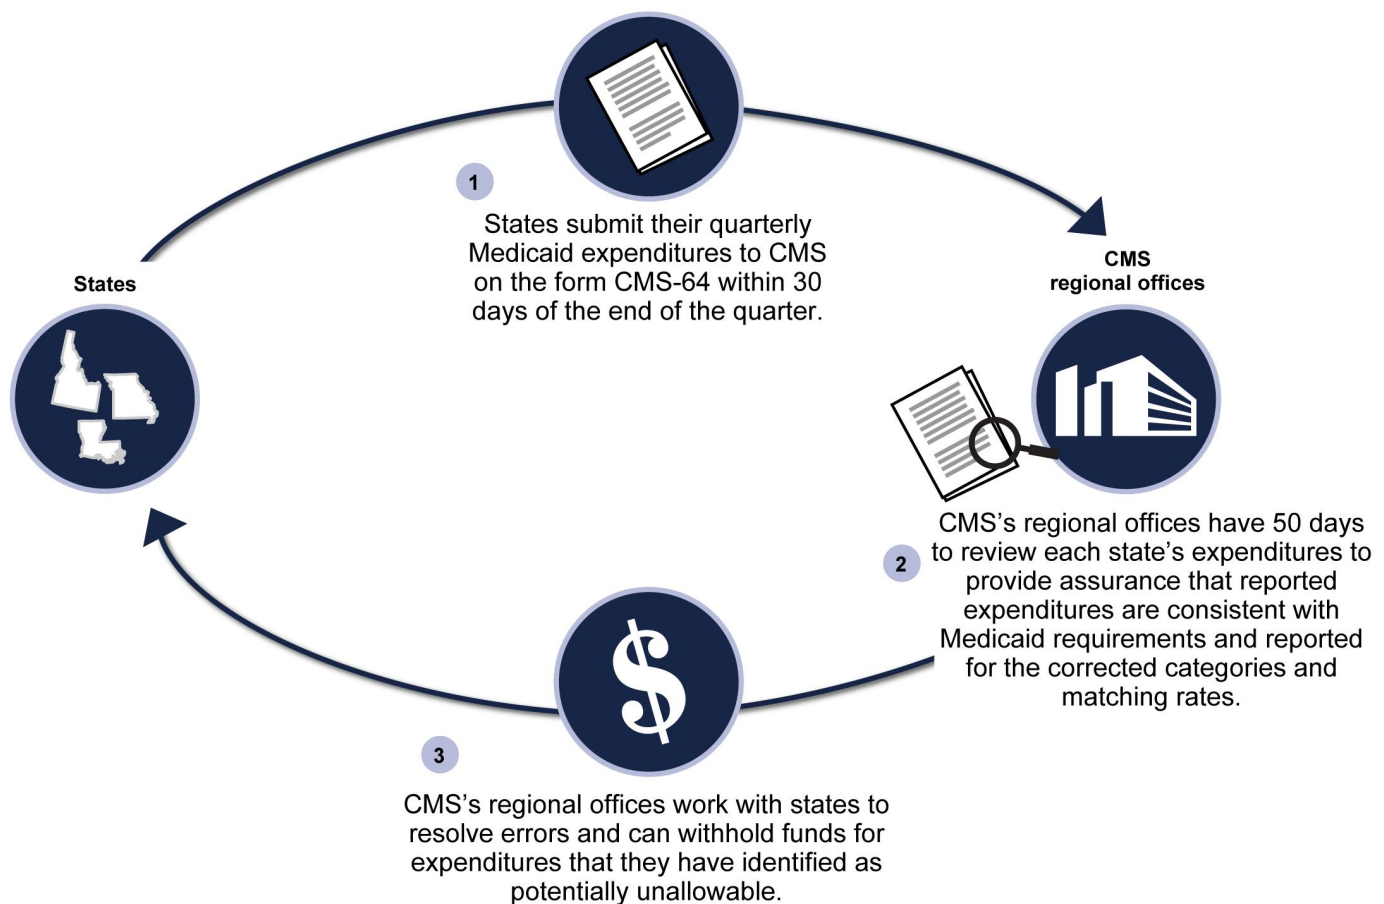 1
States submit their quarterly
Medicaid expenditures to CMS
on the form CMS-64 within 30
days of the end of the quarter.
States
CMS
regional offices
2
CMS’s regional offices have 50 days
to review each state’s expenditures to
provide assurance that reported
expenditures are consistent with
Medicaid requirements and reported
for the corrected categories and
matching rates.
$
3
CMS’s regional offices work with states to
resolve errors and can withhold funds for
expenditures that they have identified as
potentially unallowable.